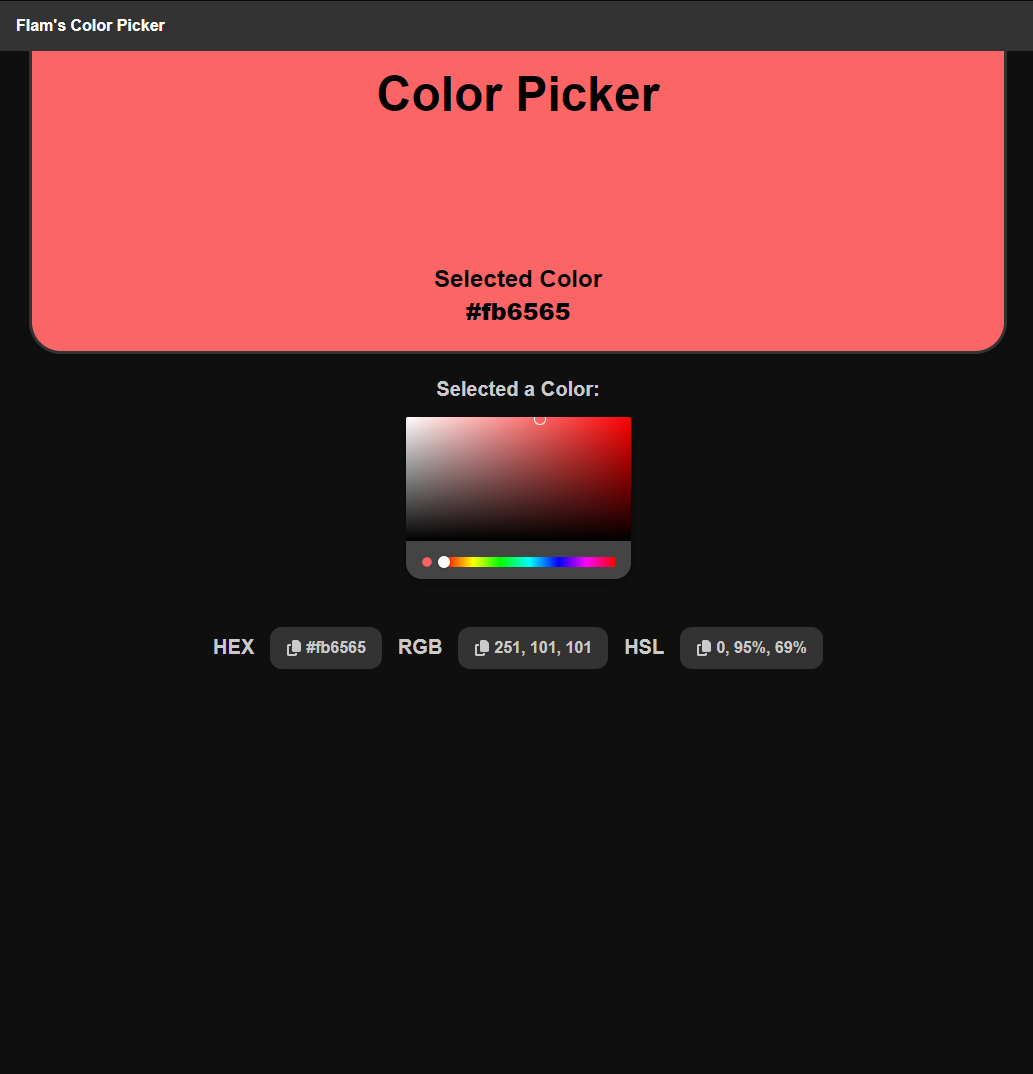 Flam's Color Picker
Color Picker
Selected Color
#fb6565
Selected a Color:
HEX #fb6565 RGB 251, 101, 101 HSL 0, 95%, 69%